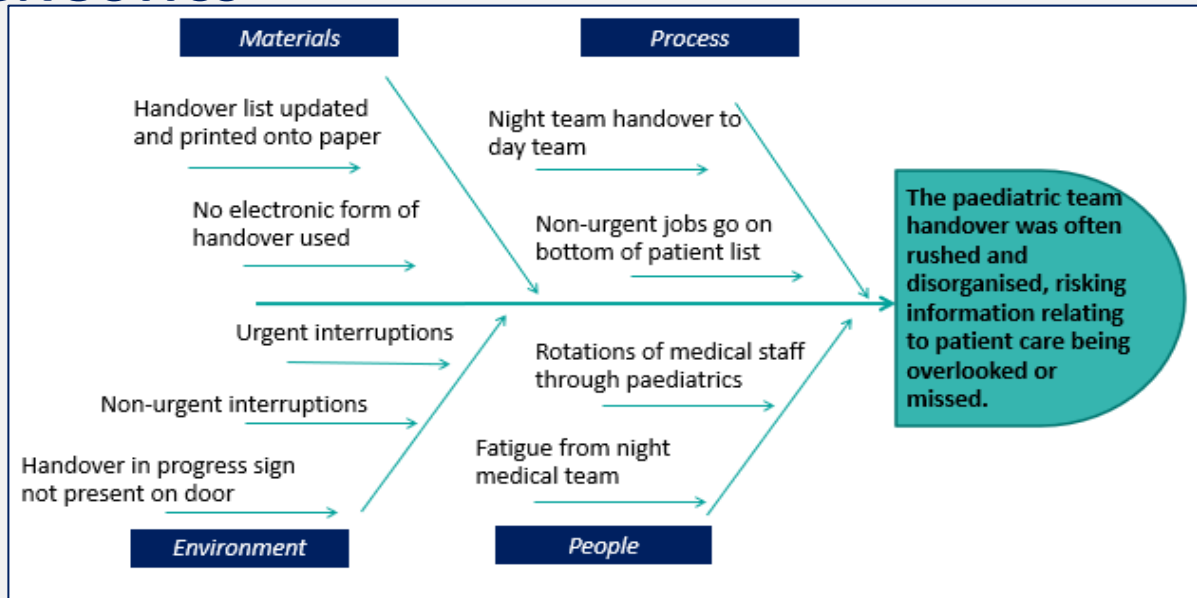 Materials
Process
Handover list updated
and printed onto paper
Night team handover to
day team
No electronic form of
handover used
Non-urgent jobs go on
bottom of patient list
The paediatric team
handover was often
rushed and
disorganised, risking
information relating
to patient care being
overlooked or
missed.
Urgent interruptions
Rotations of medical staff
through paediatrics
Non-urgent interruptions
Fatigue from night
medical team
Handover in progress sign
not present on door
Environment
People